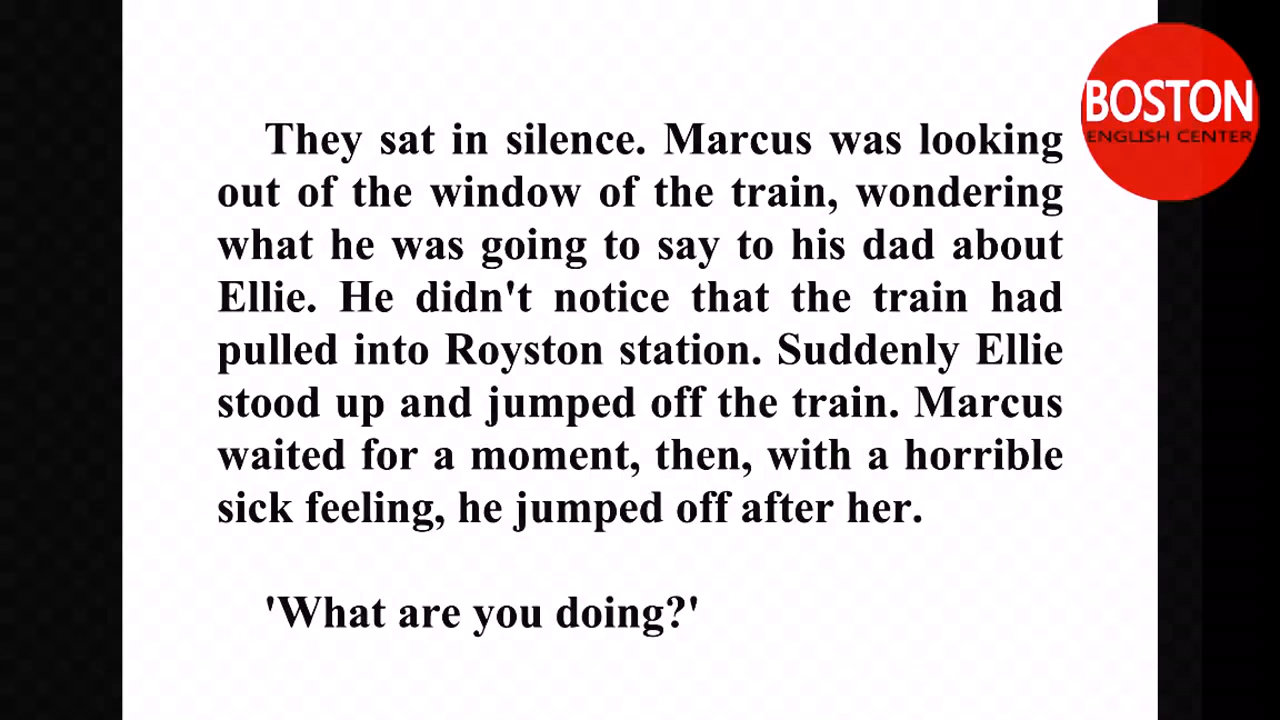 BOSTON
ENGLISH CENTER
They sat in silence. Marcus was looking
out of the window of the train, wondering
what he was going to say to his dad about
Ellie. He didn't notice that the train had
pulled into Royston station. Suddenly Ellie
stood up and jumped off the train. Marcus
waited for a moment, then, with a horrible
sick feeling, he jumped off after her.
'What are you doing?'